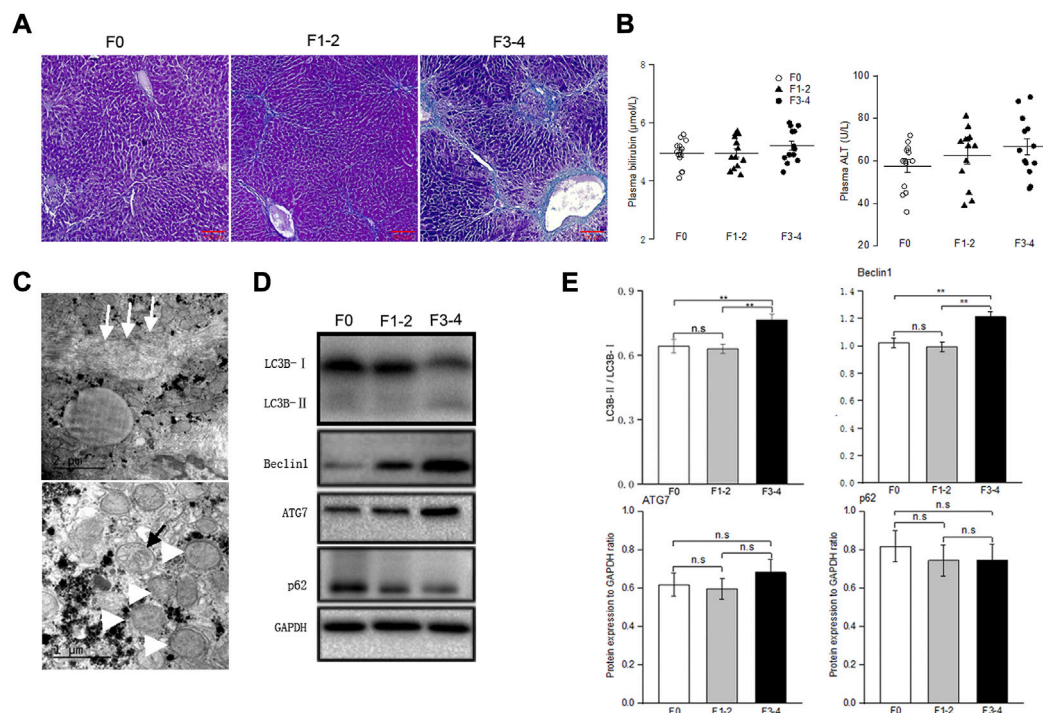 A
F0 F1-2 F3-4
B
Plasma bilirubin (µmol/L)
8
6
4
2
F0 F1-2 F3-4
F0
F1-2
F3-4
Plasma ALT (U/L)
100
80
60
40
20
F0 F1-2 F3-4
C
2 µm
1 µm
D
F0 F1-2 F3-4
LC3B-Ⅰ
LC3B-Ⅱ
Beclin1
ATG7
p62
GAPDH
E
LC3B-Ⅱ / LC3B-Ⅰ
0.9
0.6
0.3
0.0
**
**
n.s
F0 F1-2 F3-4
Beclin1
1.4
1.2
1.0
0.8
0.6
0.4
0.2
0.0
**
**
n.s
F0 F1-2 F3-4
ATG7
Protein expression to GAPDH ratio
1.0
0.8
0.6
0.4
0.2
0.0
n.s
n.s
n.s
F0 F1-2 F3-4
p62
Protein expression to GAPDH ratio
1.0
0.8
0.6
0.4
0.2
0.0
n.s
n.s
n.s
F0 F1-2 F3-4